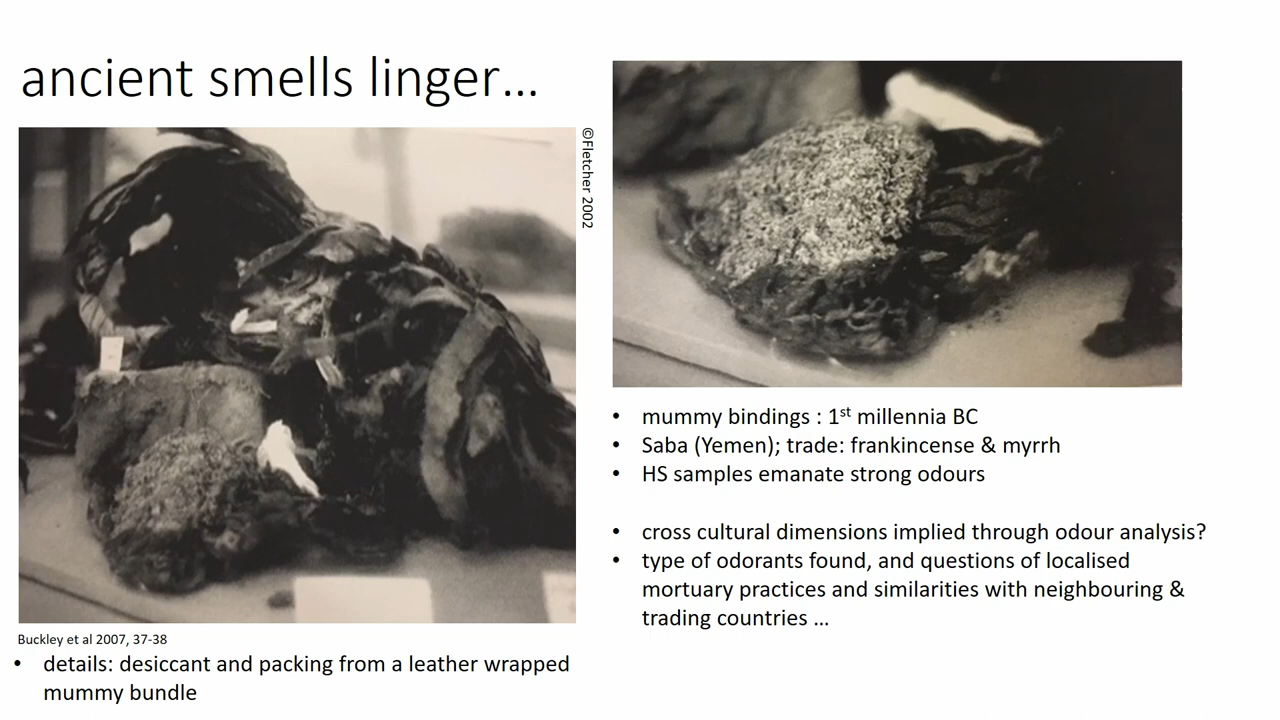 ancient smells linger...
©Fletcher 2002
Buckley et al 2007, 37-38
• details: desiccant and packing from a leather wrapped
mummy bundle
• mummy bindings : 1st millennia BC
• Saba (Yemen); trade: frankincense & myrrh
• HS samples emanate strong odours
• cross cultural dimensions implied through odour analysis?
• type of odorants found, and questions of localised
mortuary practices and similarities with neighbouring &
trading countries ...